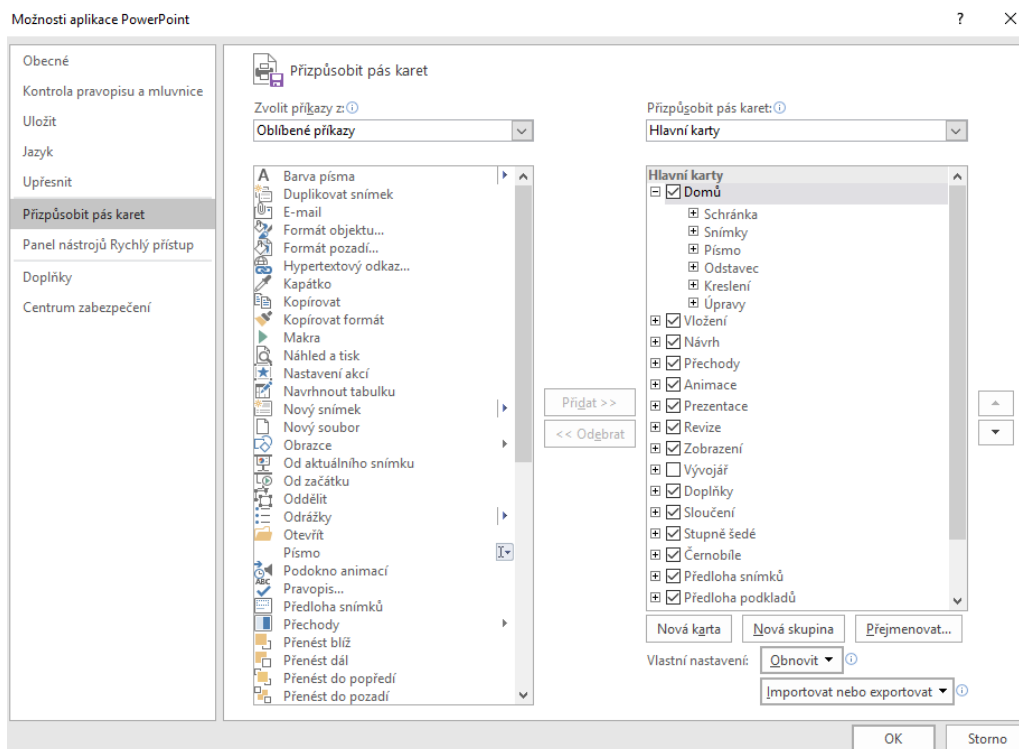 Možnosti aplikace PowerPoint
Obecné
Kontrola pravopisu a mluvnice
Uložit
Jazyk
Upřesnit
Přizpůsobit pás karet
Panel nástrojů Rychlý přístup
Doplňky
Centrum zabezpečení
Přizpůsobit pás karet
Zvolit příkazy z:
Oblíbené příkazy
Barva písma
Duplikovat snímek
E-mail
Formát objektu...
Formát pozadí...
Hypertextový odkaz...
Kapátko
Kopírovat
Kopírovat formát
Makra
Náhled a tisk
Nastavení akcí
Navrhnout tabulku
Nový snímek
Nový soubor
Obrazce
Od aktuálního snímku
Od začátku
Oddělit
Odrážky
Otevřít
Písmo
Podokno animací
Pravopis...
Předloha snímků
Přechody
Přenést blíž
Přenést dál
Přenést do popředí
Přenést do pozadí
Přidat >>
<< Odebrat
Přizpůsobit pás karet:
Hlavní karty
Hlavní karty
Domů
Schránka
Snímky
Písmo
Odstavec
Kreslení
Úpravy
Vložení
Návrh
Přechody
Animace
Prezentace
Revize
Zobrazení
Vývojář
Doplňky
Sloučení
Stupně šedé
Černobíle
Předloha snímků
Předloha podkladů
Nová karta Nová skupina Přejmenovat...
Vlastní nastavení: Obnovit
Importovat nebo exportovat
OK Storno